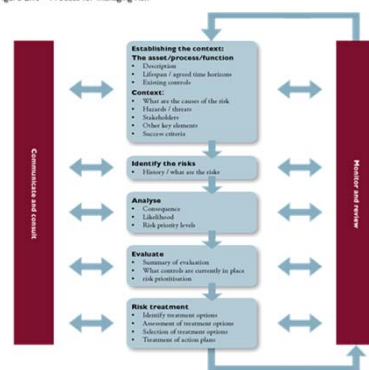 Establishing the context:
The asset/process/function
• Description
• Lifespan / agreed time horizons
• Existing controls
Context:
• What are the causes of the risk
• Hazards / threats
• Stakeholders
• Other key elements
• Success criteria
Identify the risks
• History / what are the risks
Analyse
• Consequence
• Likelihood
• Risk priority levels
Evaluate
• Summary of evaluation
• What controls are currently in place
• risk prioritisation
Risk treatment
• Identify treatment options
• Assessment of treatment options
• Selection of treatment options
• Treatment of action plans
Communicate and consult
Monitor and review